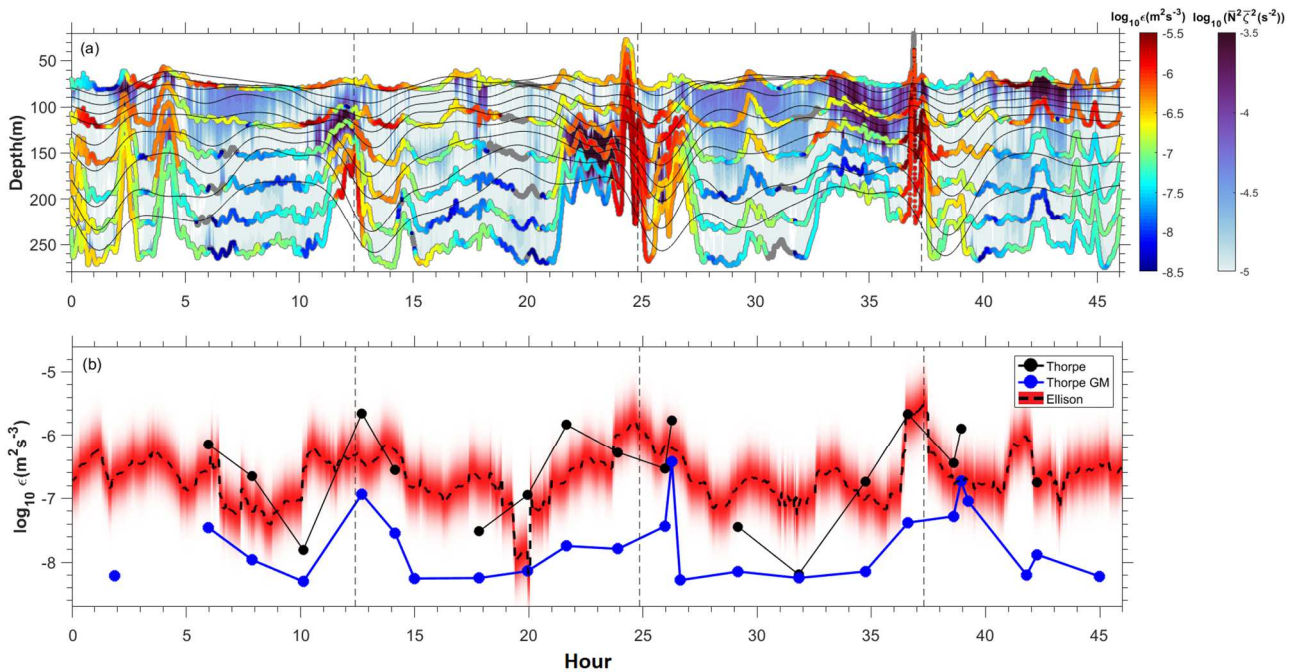 log10 ϵ(m²s⁻³) log10(N̅²ζ̅²(s⁻²))
(a)
50
100
150
200
250
Depth(m)
0 5 10 15 20 25 30 35 40 45
-5.5
-6
-6.5
-7
-7.5
-8
-8.5
-3.5
-4
-4.5
-5
(b)
-5
-6
-7
-8
log10 ϵ(m²s⁻³)
Thorpe
Thorpe GM
Ellison
0 5 10 15 20 25 30 35 40 45
Hour